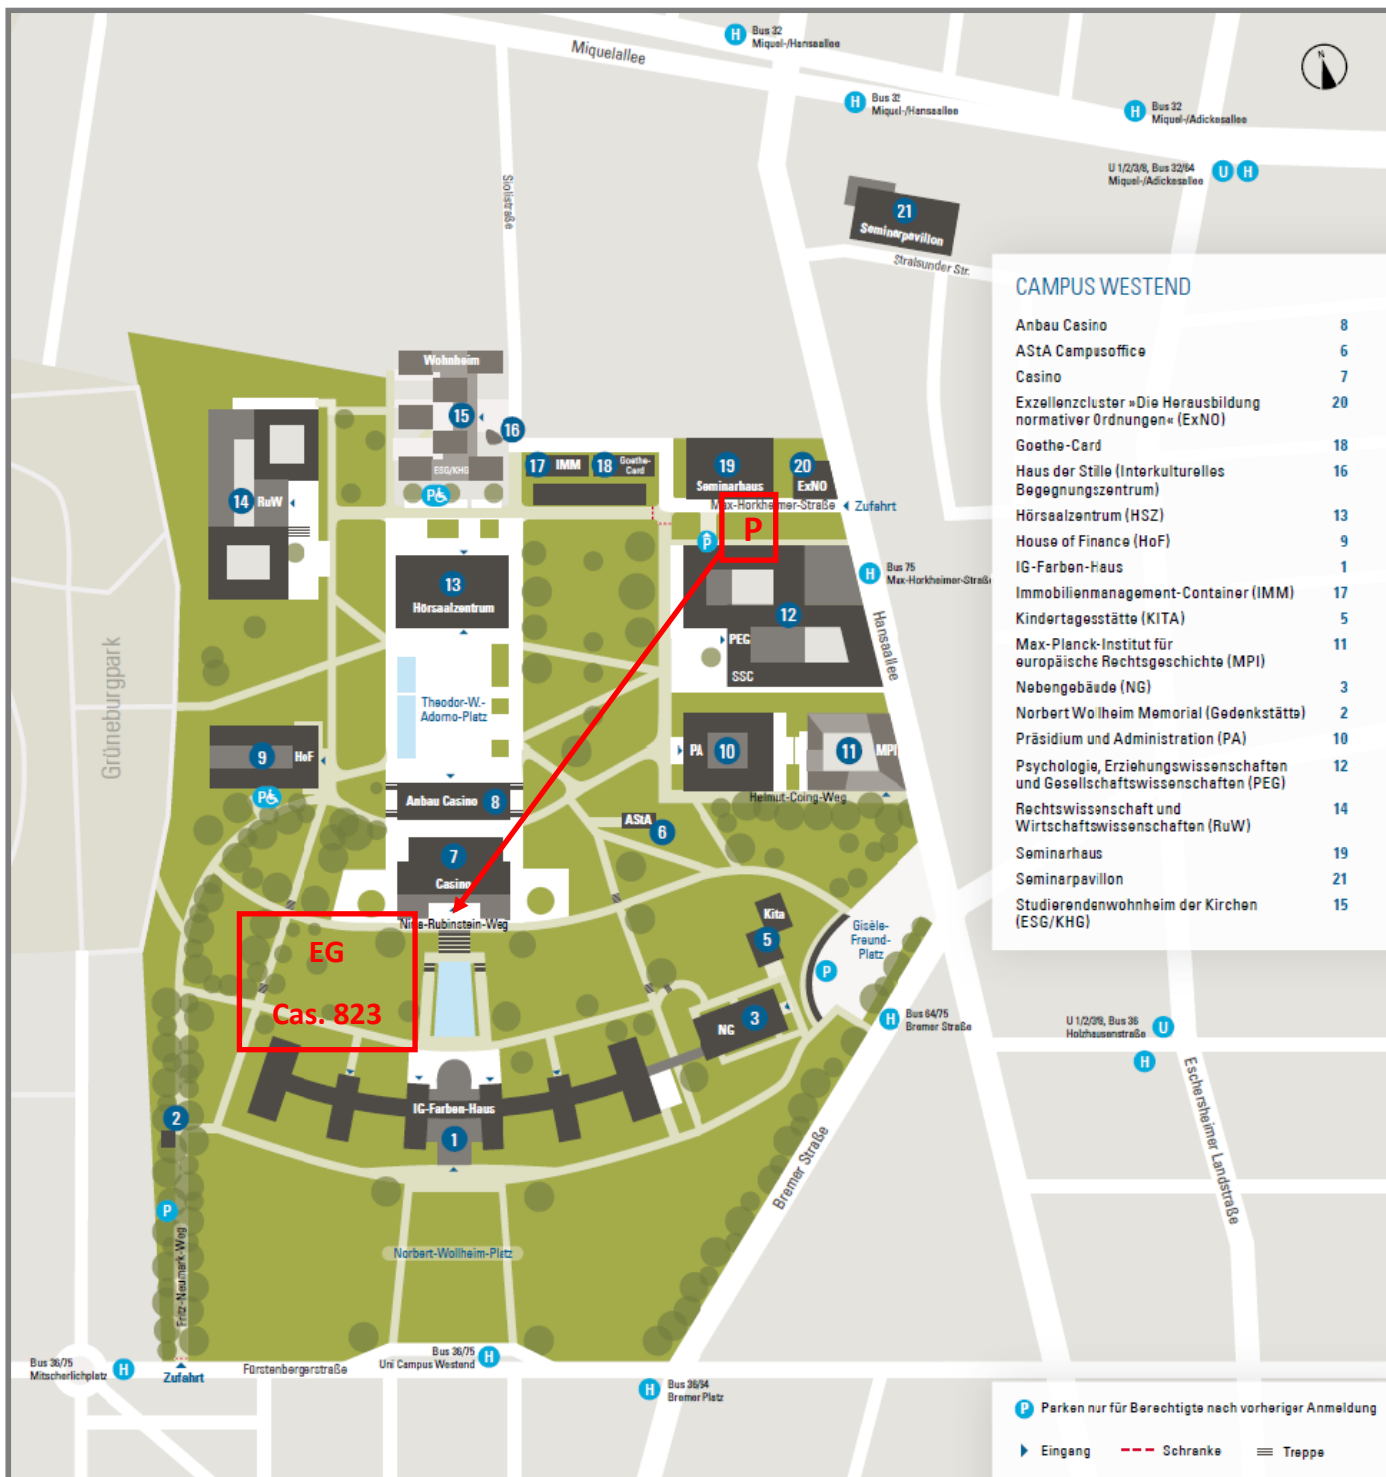 Bus 32
Miquel-/Hansaallee
Miquelallee
N
Bus 32
Miquel-/Hansaallee
Bus 32
Miquel-/Adickesallee
U 1/2/3/8, Bus 32/64
Miquel-/Adickesallee
H
H
H
U H
Siolistraße
21
Seminarpavillon
Stralsunder Str.
CAMPUS WESTEND
Anbau Casino 8
AStA Campusoffice 6
Casino 7
Exzellenzcluster »Die Herausbildung 20
normativer Ordnungen« (ExNO)
Goethe-Card 18
Haus der Stille (Interkulturelles 16
Begegnungszentrum)
Hörsaalzentrum (HSZ) 13
House of Finance (HoF) 9
IG-Farben-Haus 1
Immobilienmanagement-Container (IMM) 17
Kindertagesstätte (KITA) 5
Max-Planck-Institut für 11
europäische Rechtsgeschichte (MPI)
Nebengebäude (NG) 3
Norbert Wollheim Memorial (Gedenkstätte) 2
Präsidium und Administration (PA) 10
Psychologie, Erziehungswissenschaften 12
und Gesellschaftswissenschaften (PEG)
Rechtswissenschaft und 14
Wirtschaftswissenschaften (RuW)
Seminarhaus 19
Seminarpavillon 21
Studierendenwohnheim der Kirchen 15
(ESG/KHG)
Wohnheim
15
16
ESG/KHG
P
17 IMM
18 Goethe-
Card
19
Seminarhaus
20
ExNO
Max-Horkheimer-Straße
Zufahrt
14 RuW
P
P
H Bus 75
Max-Horkheimer-Straße
13
Hörsaalzentrum
12
PEG
SSC
Hansaallee
Grüneburgpark
Theodor-W.-
Adorno-Platz
9 HoF
P
PA 10
11 MPI
Helmut-Coing-Weg
Anbau Casino 8
AStA
6
7
Casino
Nina-Rubinstein-Weg
Kita
5
Gisèle-
Freund-
Platz
P
EG
Cas. 823
NG 3
H Bus 64/75
Bremer Straße
U 1/2/3/8, Bus 36
Holzhausenstraße
U
H
Eschersheimer Landstraße
IG-Farben-Haus
1
2
Bremer Straße
P
Fritz-Neumark-Weg
Norbert-Wollheim-Platz
Bus 36/75
Mitscherlichplatz
H
Zufahrt
Fürstenbergerstraße
Bus 36/75
Uni Campus Westend
H
H Bus 36/64
Bremer Platz
P Parken nur für Berechtigte nach vorheriger Anmeldung
Eingang Schranke Treppe